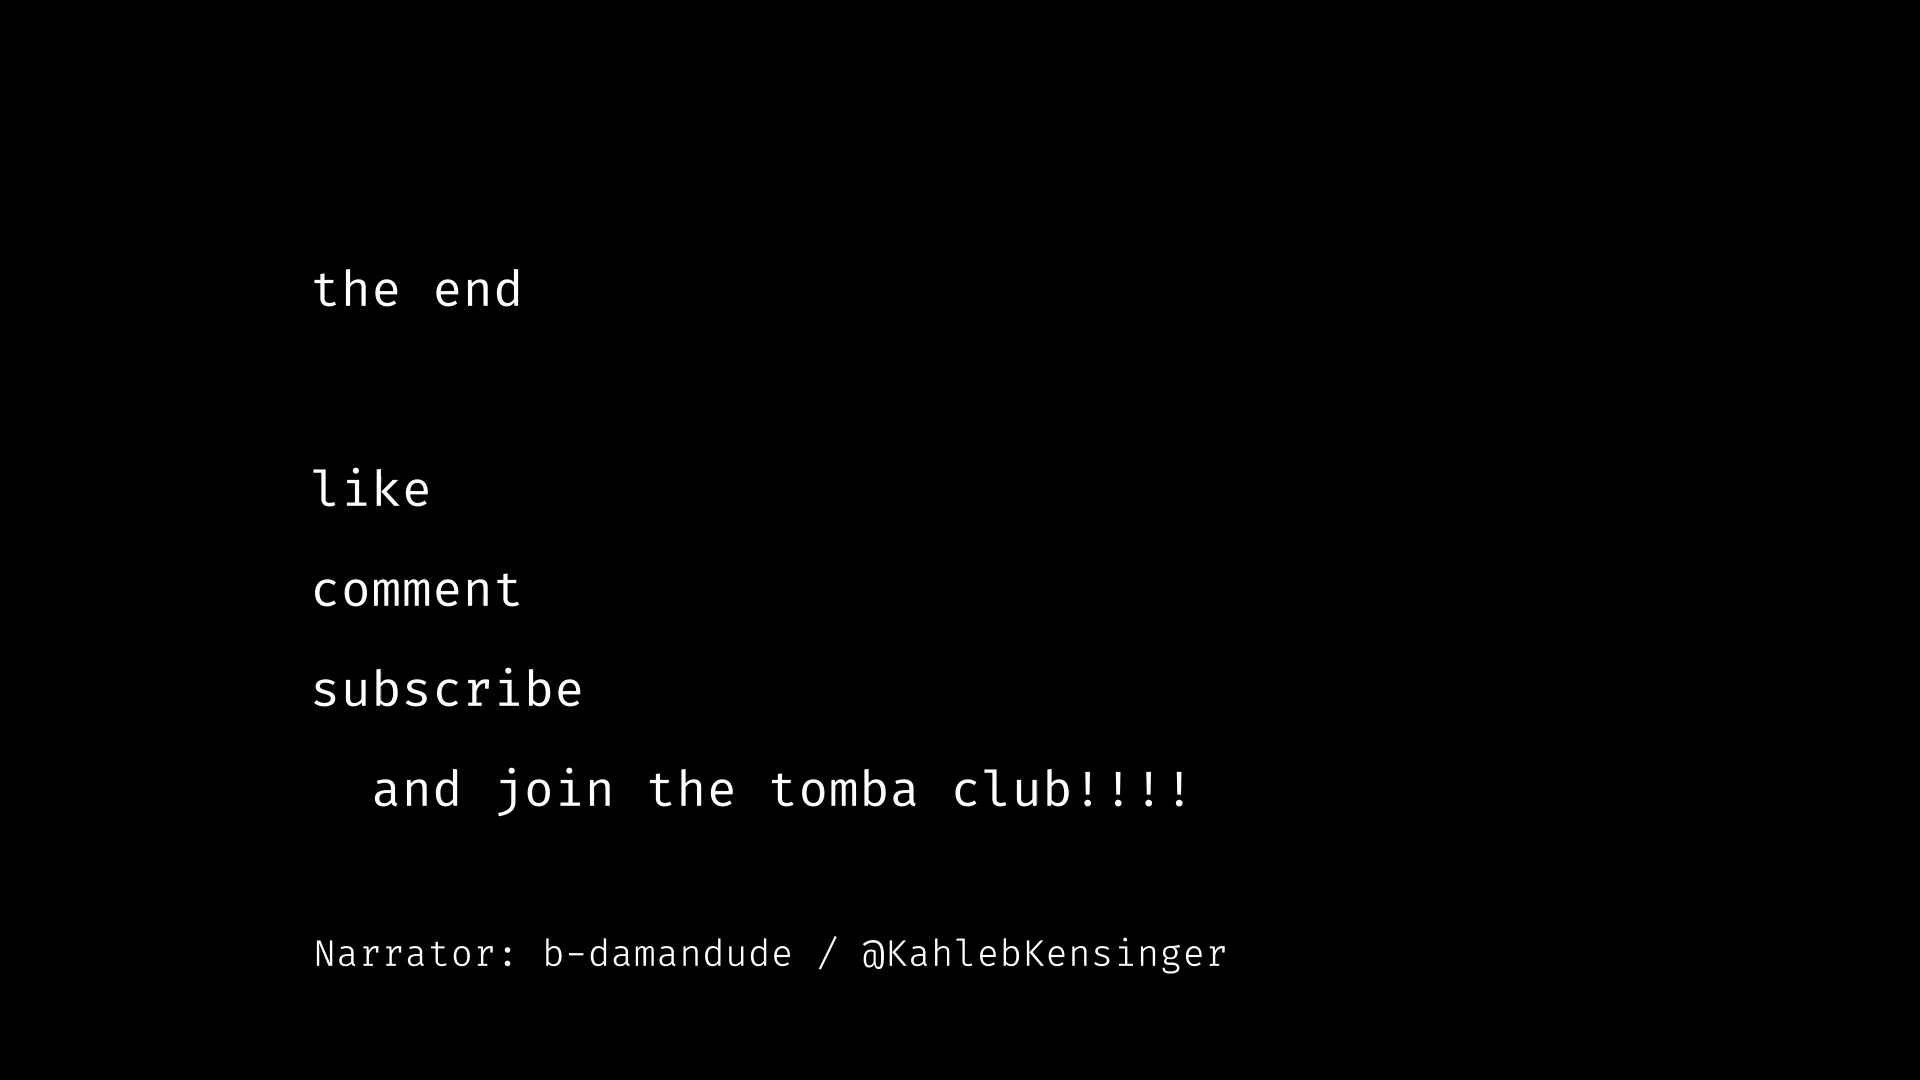 the end
like
comment
subscribe
and join the tomba club!!!!
Narrator: b-damandude / @KahlebKensinger